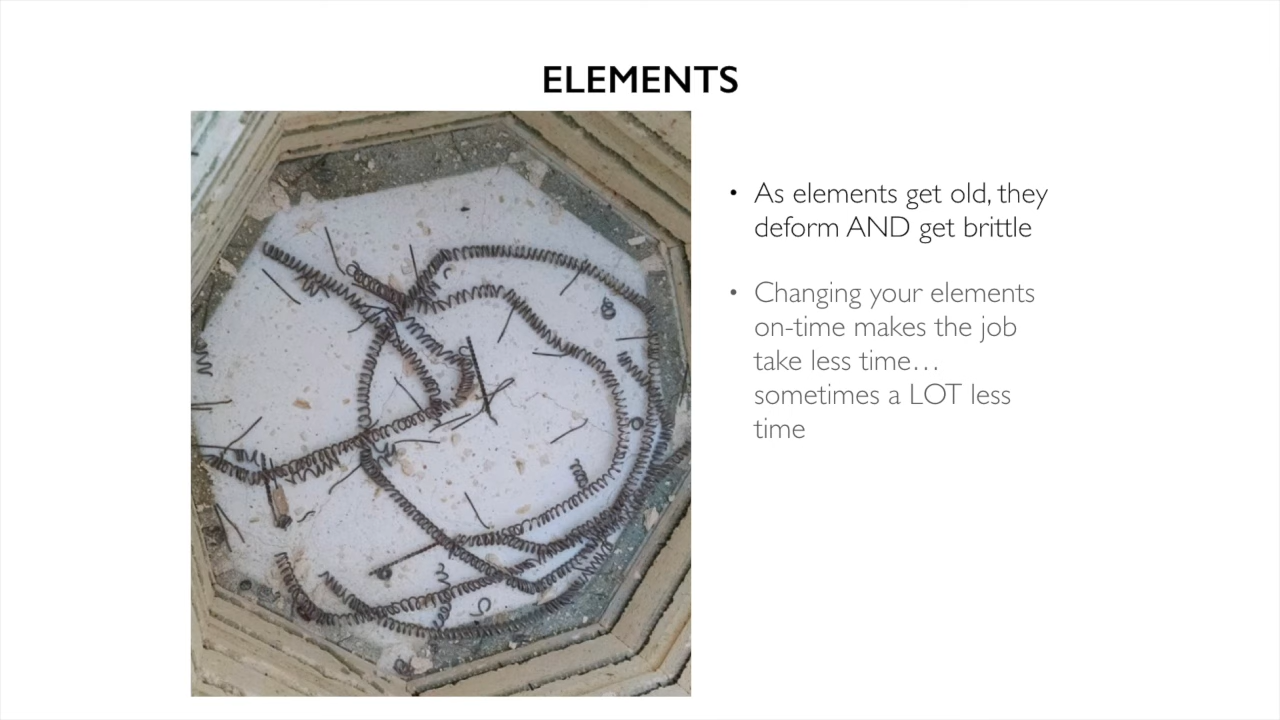 ELEMENTS
• As elements get old, they
deform AND get brittle
• Changing your elements
on-time makes the job
take less time…
sometimes a LOT less
time